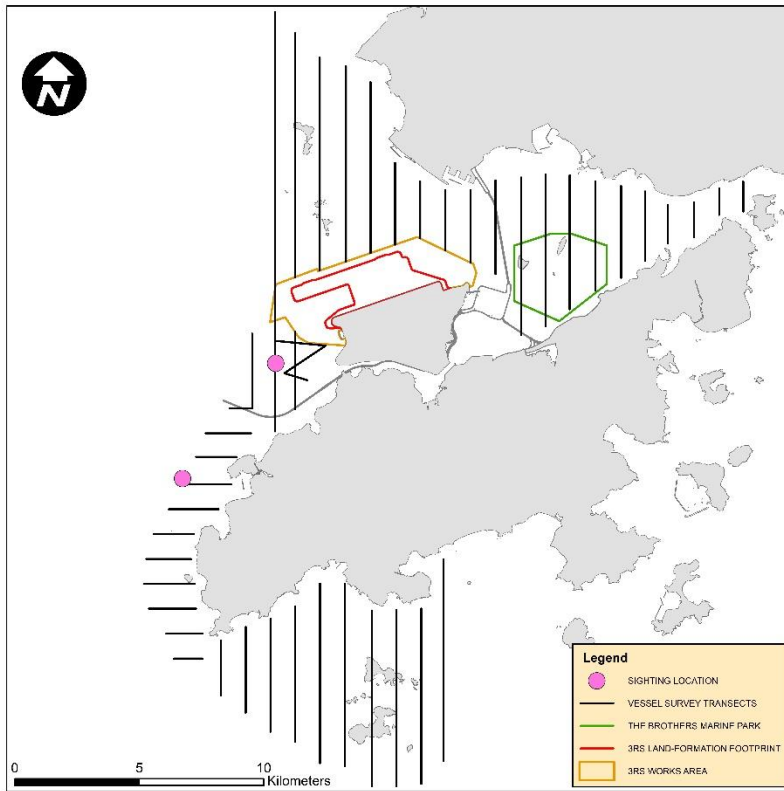 N
Legend
SIGHTING LOCATION
VESSEL SURVEY TRANSECTS
THE BROTHERS MARINE PARK
3RS LAND-FORMATION FOOTPRINT
3RS WORKS AREA
0 5 10
Kilometers